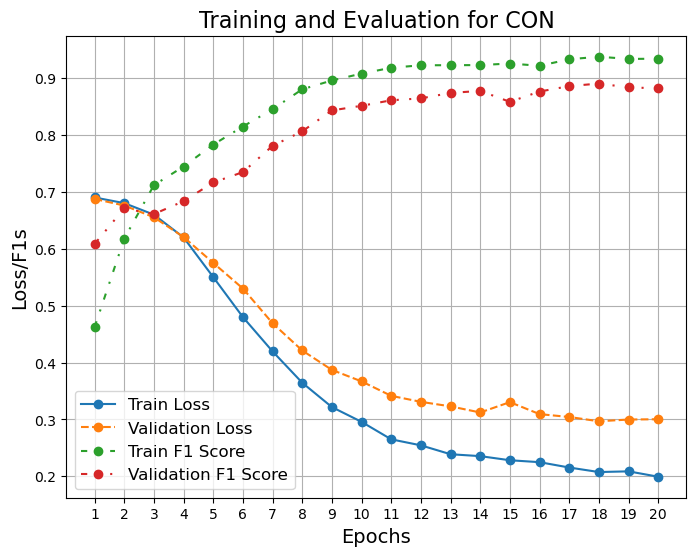 Training and Evaluation for CON
Loss/F1s
0.9
0.8
0.7
0.6
0.5
0.4
0.3
0.2
Train Loss
Validation Loss
Train F1 Score
Validation F1 Score
1 2 3 4 5 6 7 8 9 10 11 12 13 14 15 16 17 18 19 20
Epochs